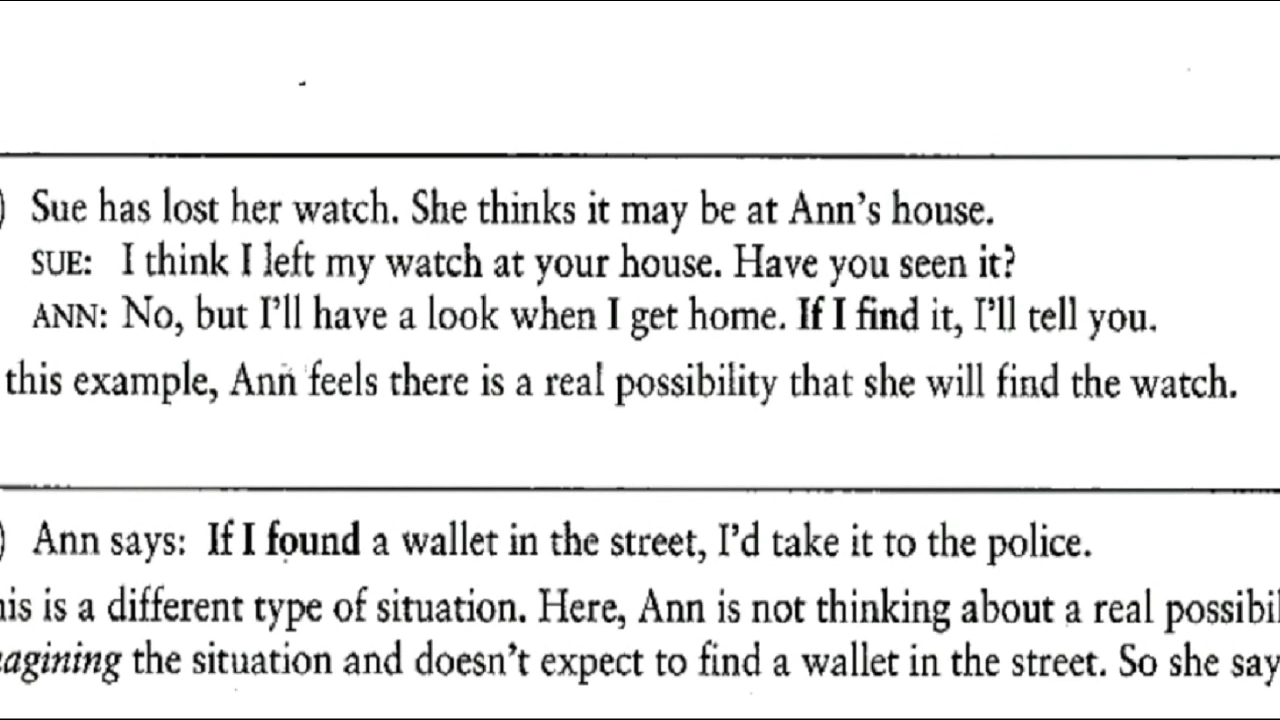 ) Sue has lost her watch. She thinks it may be at Ann's house.
SUE: I think I left my watch at your house. Have you seen it?
ANN: No, but I'll have a look when I get home. If I find it, I'll tell you.
this example, Ann feels there is a real possibility that she will find the watch.
) Ann says: If I found a wallet in the street, I'd take it to the police.
is is a different type of situation. Here, Ann is not thinking about a real
agining the situation and doesn't expect to find a wallet in the street. So she say